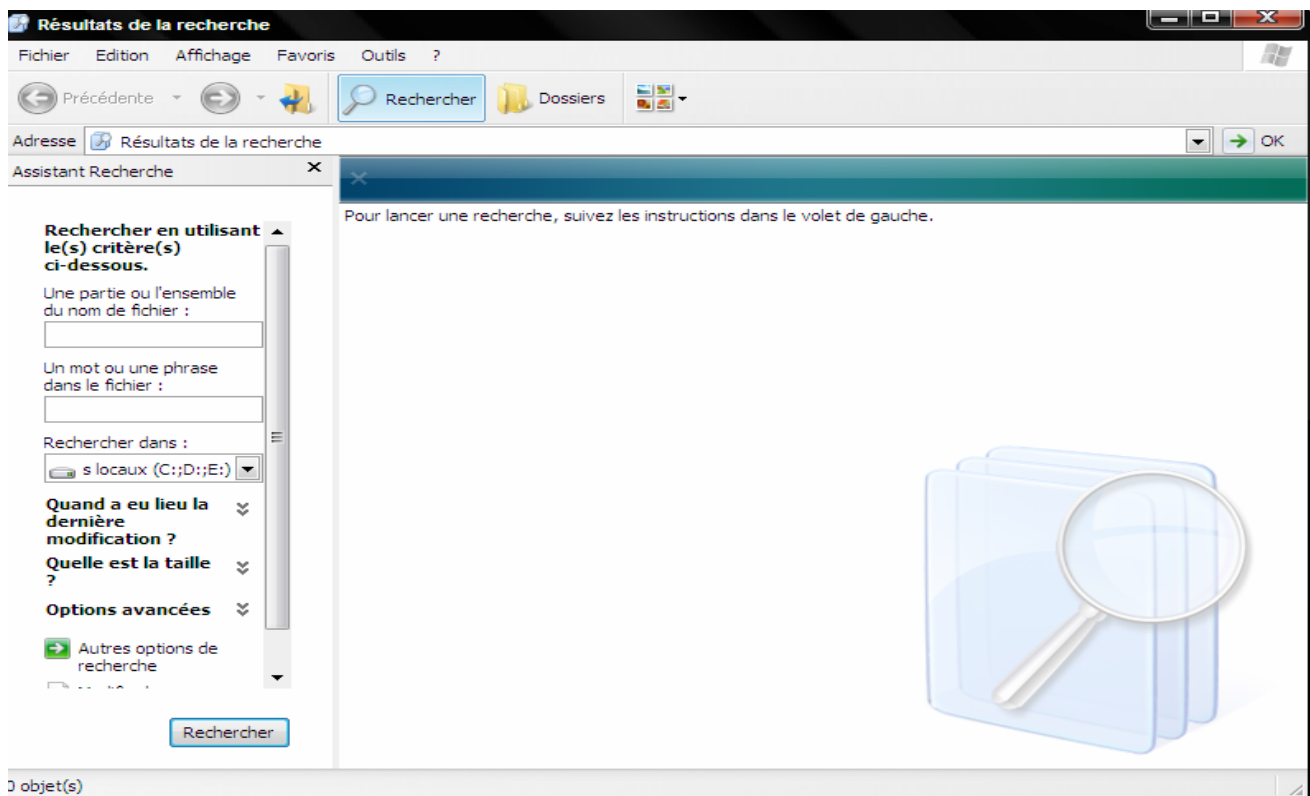 Résultats de la recherche
Fichier Edition Affichage Favoris Outils ?
Précédente Rechercher Dossiers
Adresse Résultats de la recherche OK
Assistant Recherche
Rechercher en utilisant
le(s) critère(s)
ci-dessous.
Une partie ou l'ensemble
du nom de fichier :
Un mot ou une phrase
dans le fichier :
Rechercher dans :
s locaux (C:;D:;E:)
Quand a eu lieu la
dernière
modification ?
Quelle est la taille
?
Options avancées
Autres options de
recherche
Rechercher
Pour lancer une recherche, suivez les instructions dans le volet de gauche.
0 objet(s)